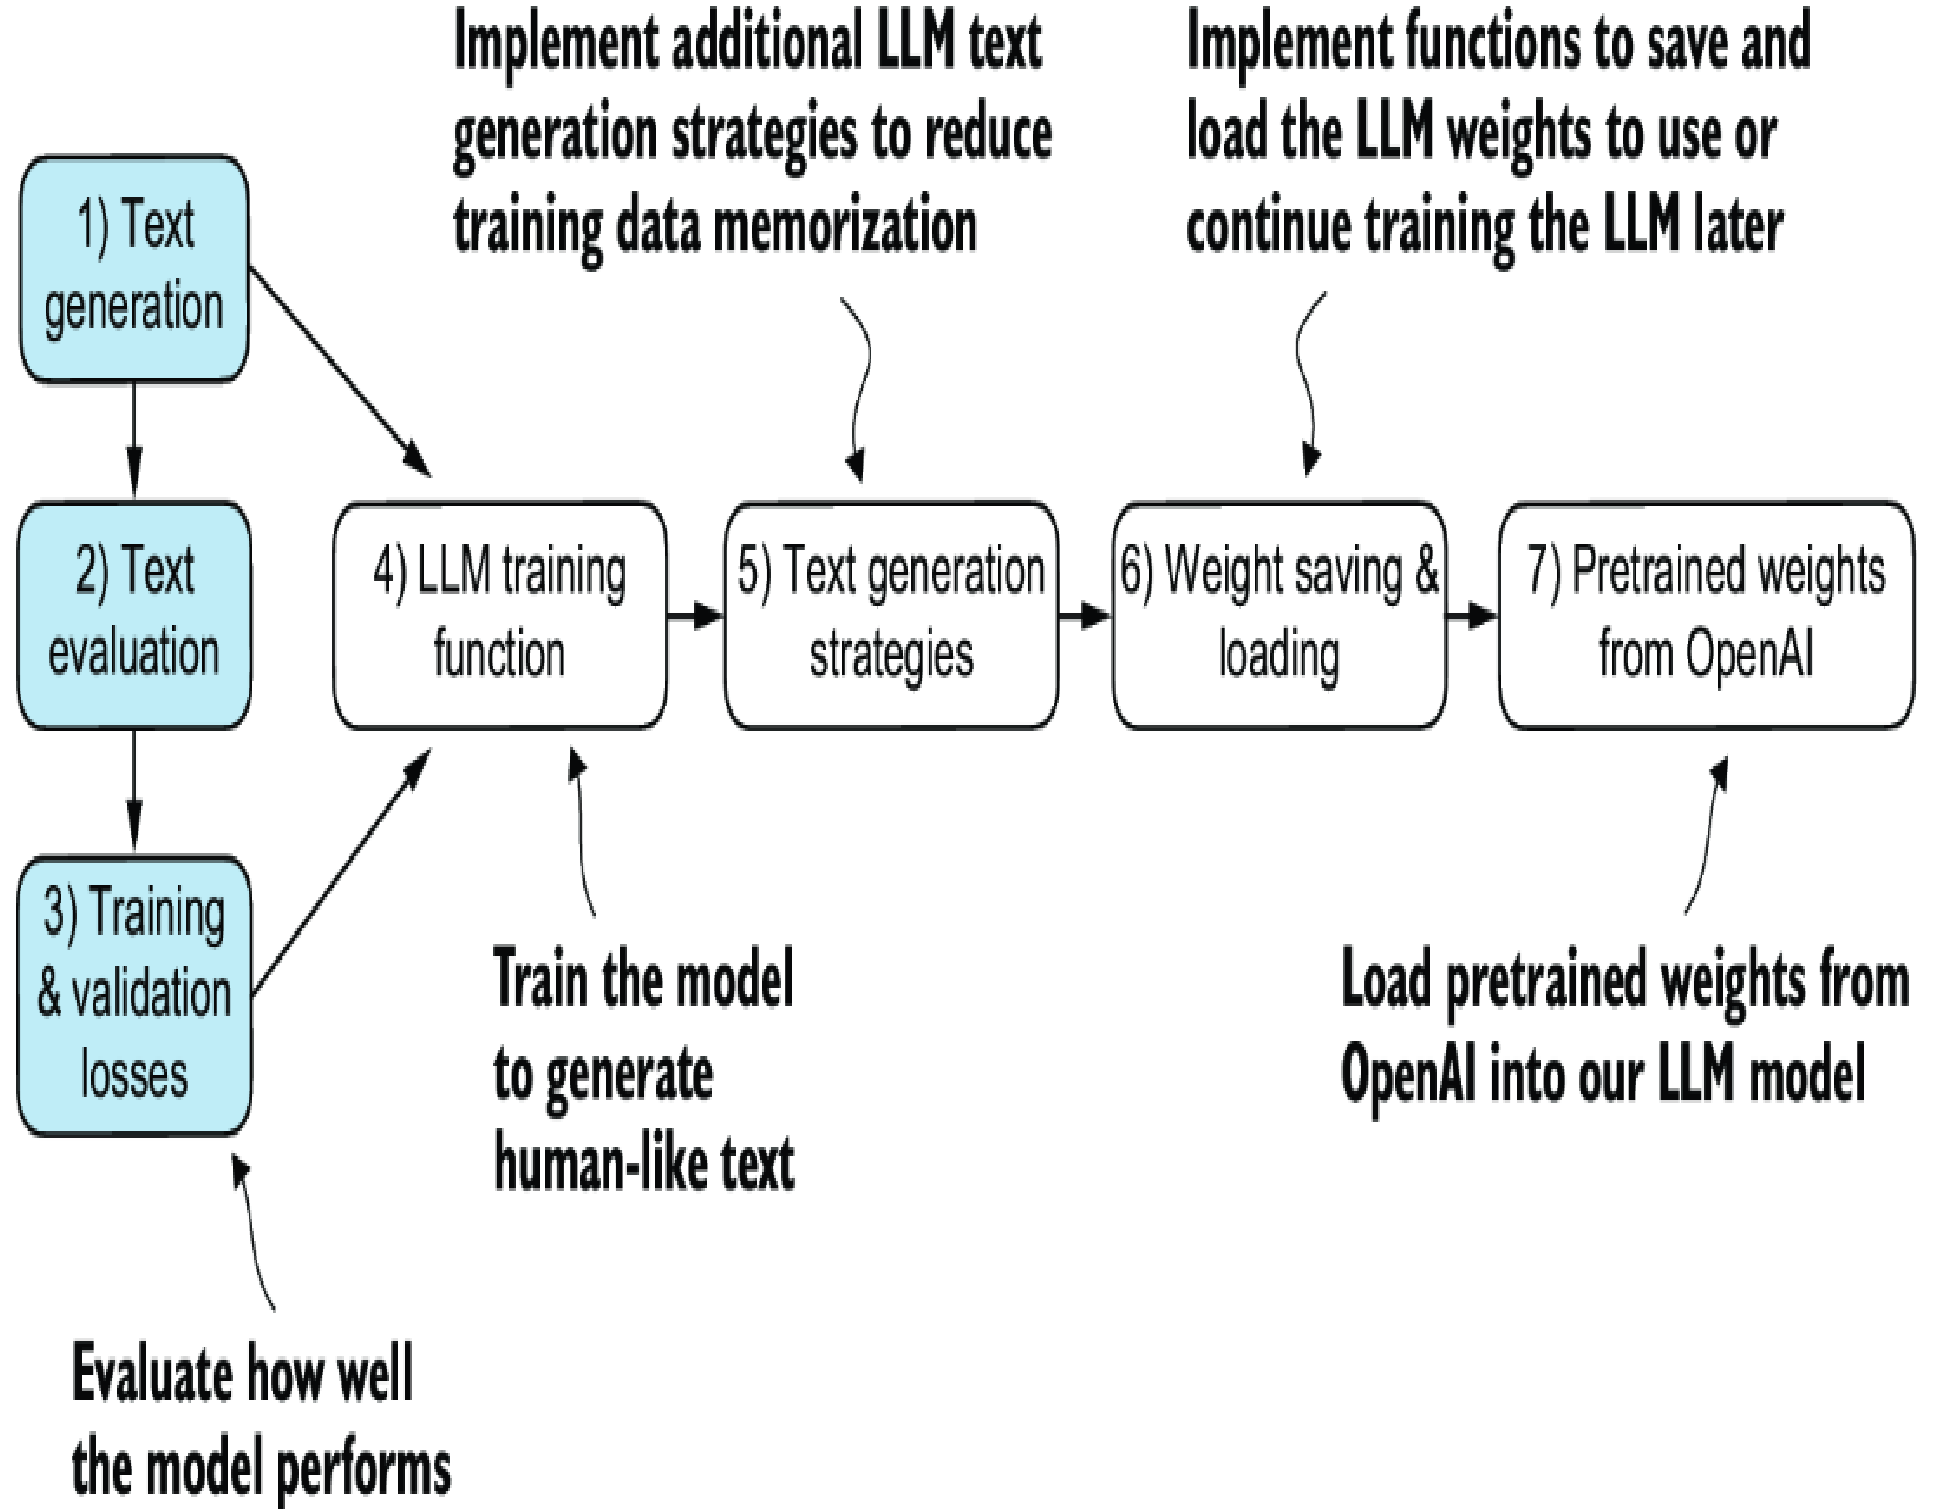 Implement additional LLM text
generation strategies to reduce
training data memorization
Implement functions to save and
load the LLM weights to use or
continue training the LLM later
1) Text
generation
2) Text
evaluation
3) Training
& validation
losses
4) LLM training
function
5) Text generation
strategies
6) Weight saving &
loading
7) Pretrained weights
from OpenAI
Train the model
to generate
human-like text
Load pretrained weights from
OpenAI into our LLM model
Evaluate how well
the model performs